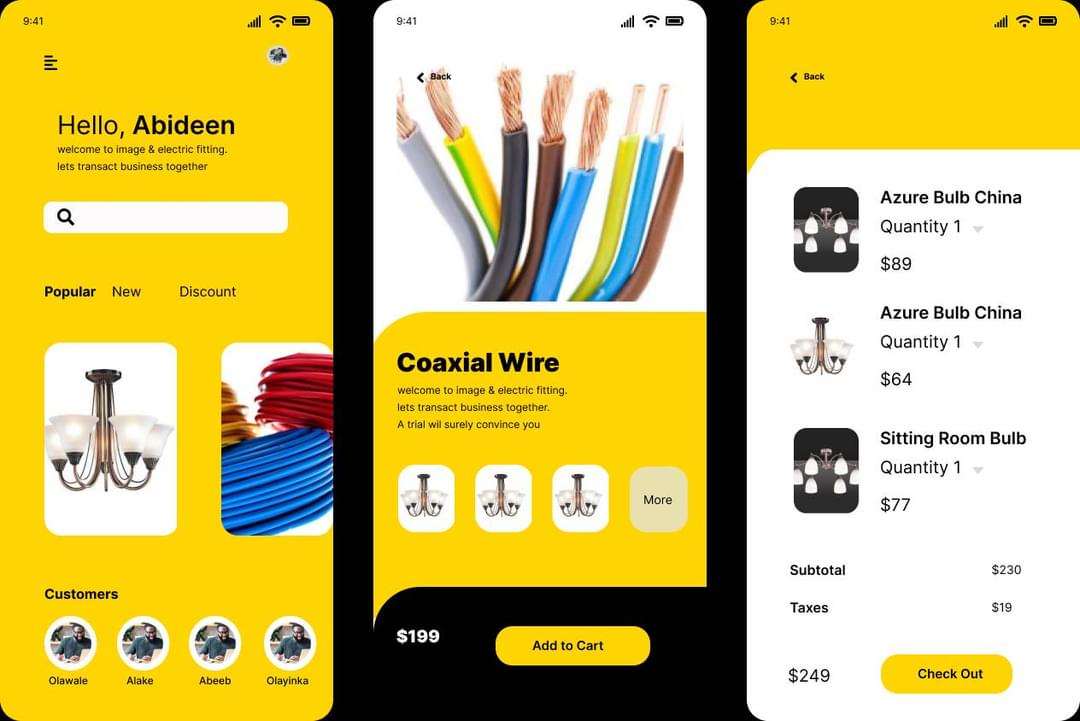 9:41
Hello, Abideen
welcome to image & electric fitting.
lets transact business together
Popular New Discount
Customers
Olawale Alake Abeeb Olayinka
9:41
Back
Coaxial Wire
welcome to image & electric fitting.
lets transact business together.
A trial wil surely convince you
More
$199 Add to Cart
9:41
Back
Azure Bulb China
Quantity 1
$89
Azure Bulb China
Quantity 1
$64
Sitting Room Bulb
Quantity 1
$77
Subtotal $230
Taxes $19
$249 Check Out